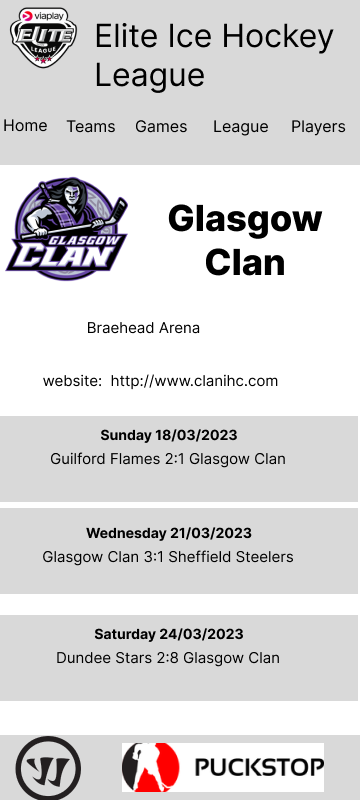 viaplay
ELITE
LEAGUE
Elite Ice Hockey
League
Home Teams Games League Players
GLASGOW
CLAN
Glasgow
Clan
Braehead Arena
website: http://www.clanihc.com
Sunday 18/03/2023
Guilford Flames 2:1 Glasgow Clan
Wednesday 21/03/2023
Glasgow Clan 3:1 Sheffield Steelers
Saturday 24/03/2023
Dundee Stars 2:8 Glasgow Clan
PUCKSTOP